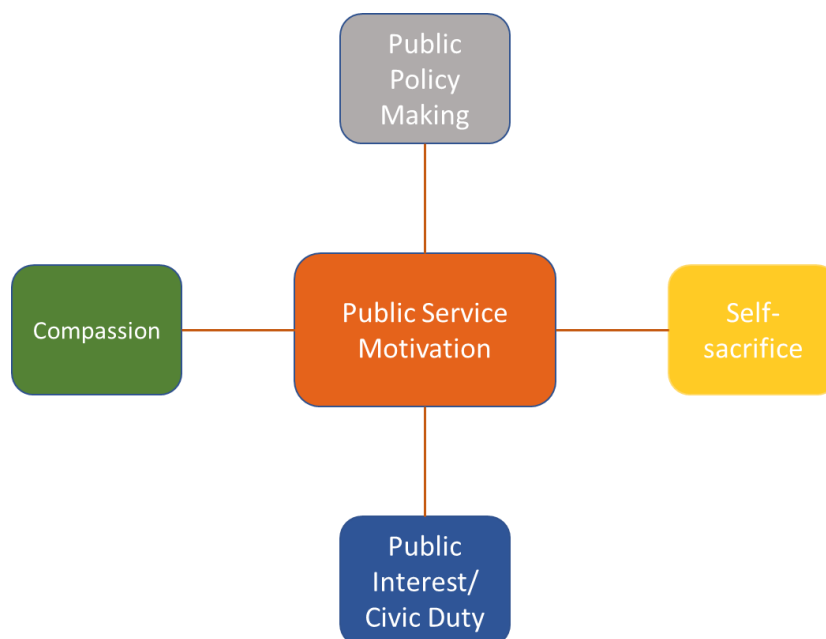 Public
Policy
Making
Compassion
Public Service
Motivation
Self-
sacrifice
Public
Interest/
Civic Duty